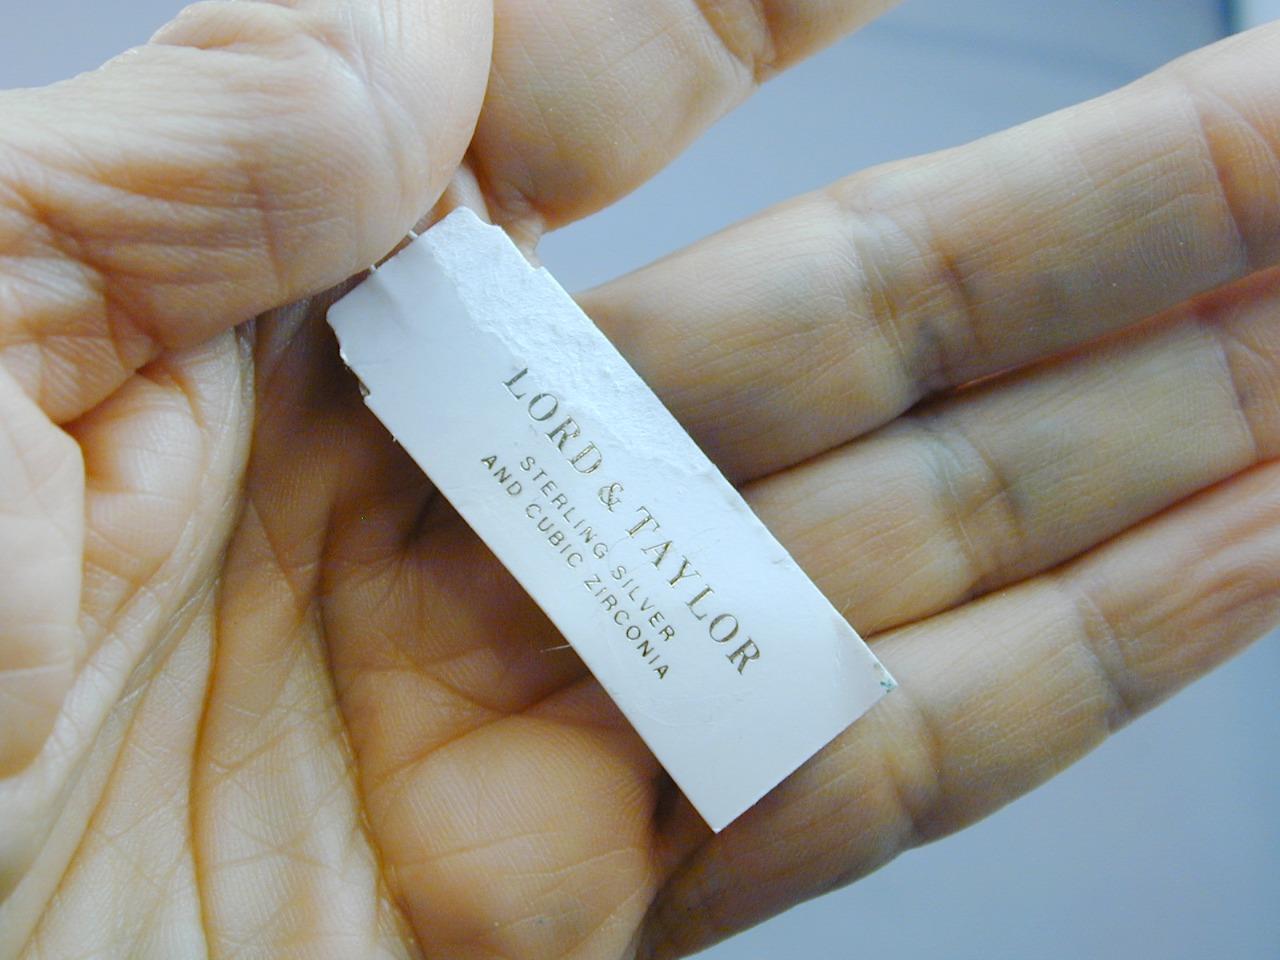 LORD & TAYLOR
STERLING SILVER
AND CUBIC ZIRCONIA